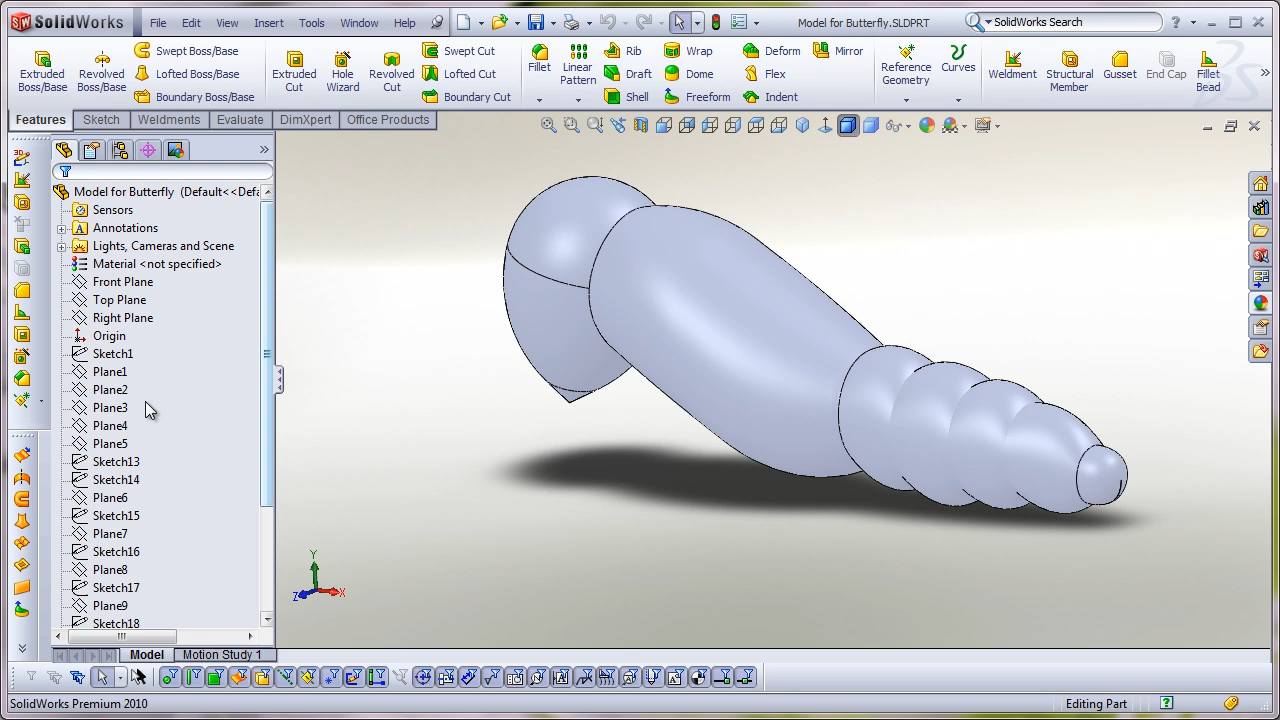 SolidWorks File Edit View Insert Tools Window Help Model for Butterfly.SLDPRT SolidWorks Search
Extruded Boss/Base
Revolved Boss/Base
Swept Boss/Base
Lofted Boss/Base
Boundary Boss/Base
Extruded Cut
Hole Wizard
Revolved Cut
Swept Cut
Lofted Cut
Boundary Cut
Fillet
Linear Pattern
Rib
Draft
Shell
Wrap
Dome
Freeform
Deform
Flex
Indent
Mirror
Reference Geometry
Curves
Weldment
Structural Member
Gusset
End Cap
Fillet Bead
Features Sketch Weldments Evaluate DimXpert Office Products
Model for Butterfly (Default<<Defa
Sensors
Annotations
Lights, Cameras and Scene
Material <not specified>
Front Plane
Top Plane
Right Plane
Origin
Sketch1
Plane1
Plane2
Plane3
Plane4
Plane5
Sketch13
Sketch14
Plane6
Sketch15
Plane7
Sketch16
Plane8
Sketch17
Plane9
Sketch18
Y
Z X
Model Motion Study 1
SolidWorks Premium 2010 Editing Part